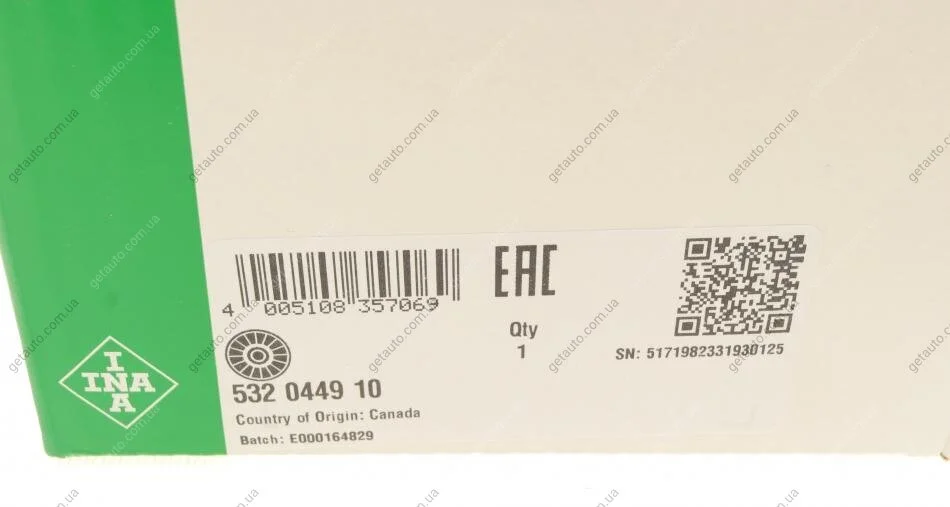 4 005108 357069
EAC
Qty
1
SN: 5171982331930125
532 0449 10
Country of Origin: Canada
Batch: E000164829
I
INA
A
getauto.com.ua